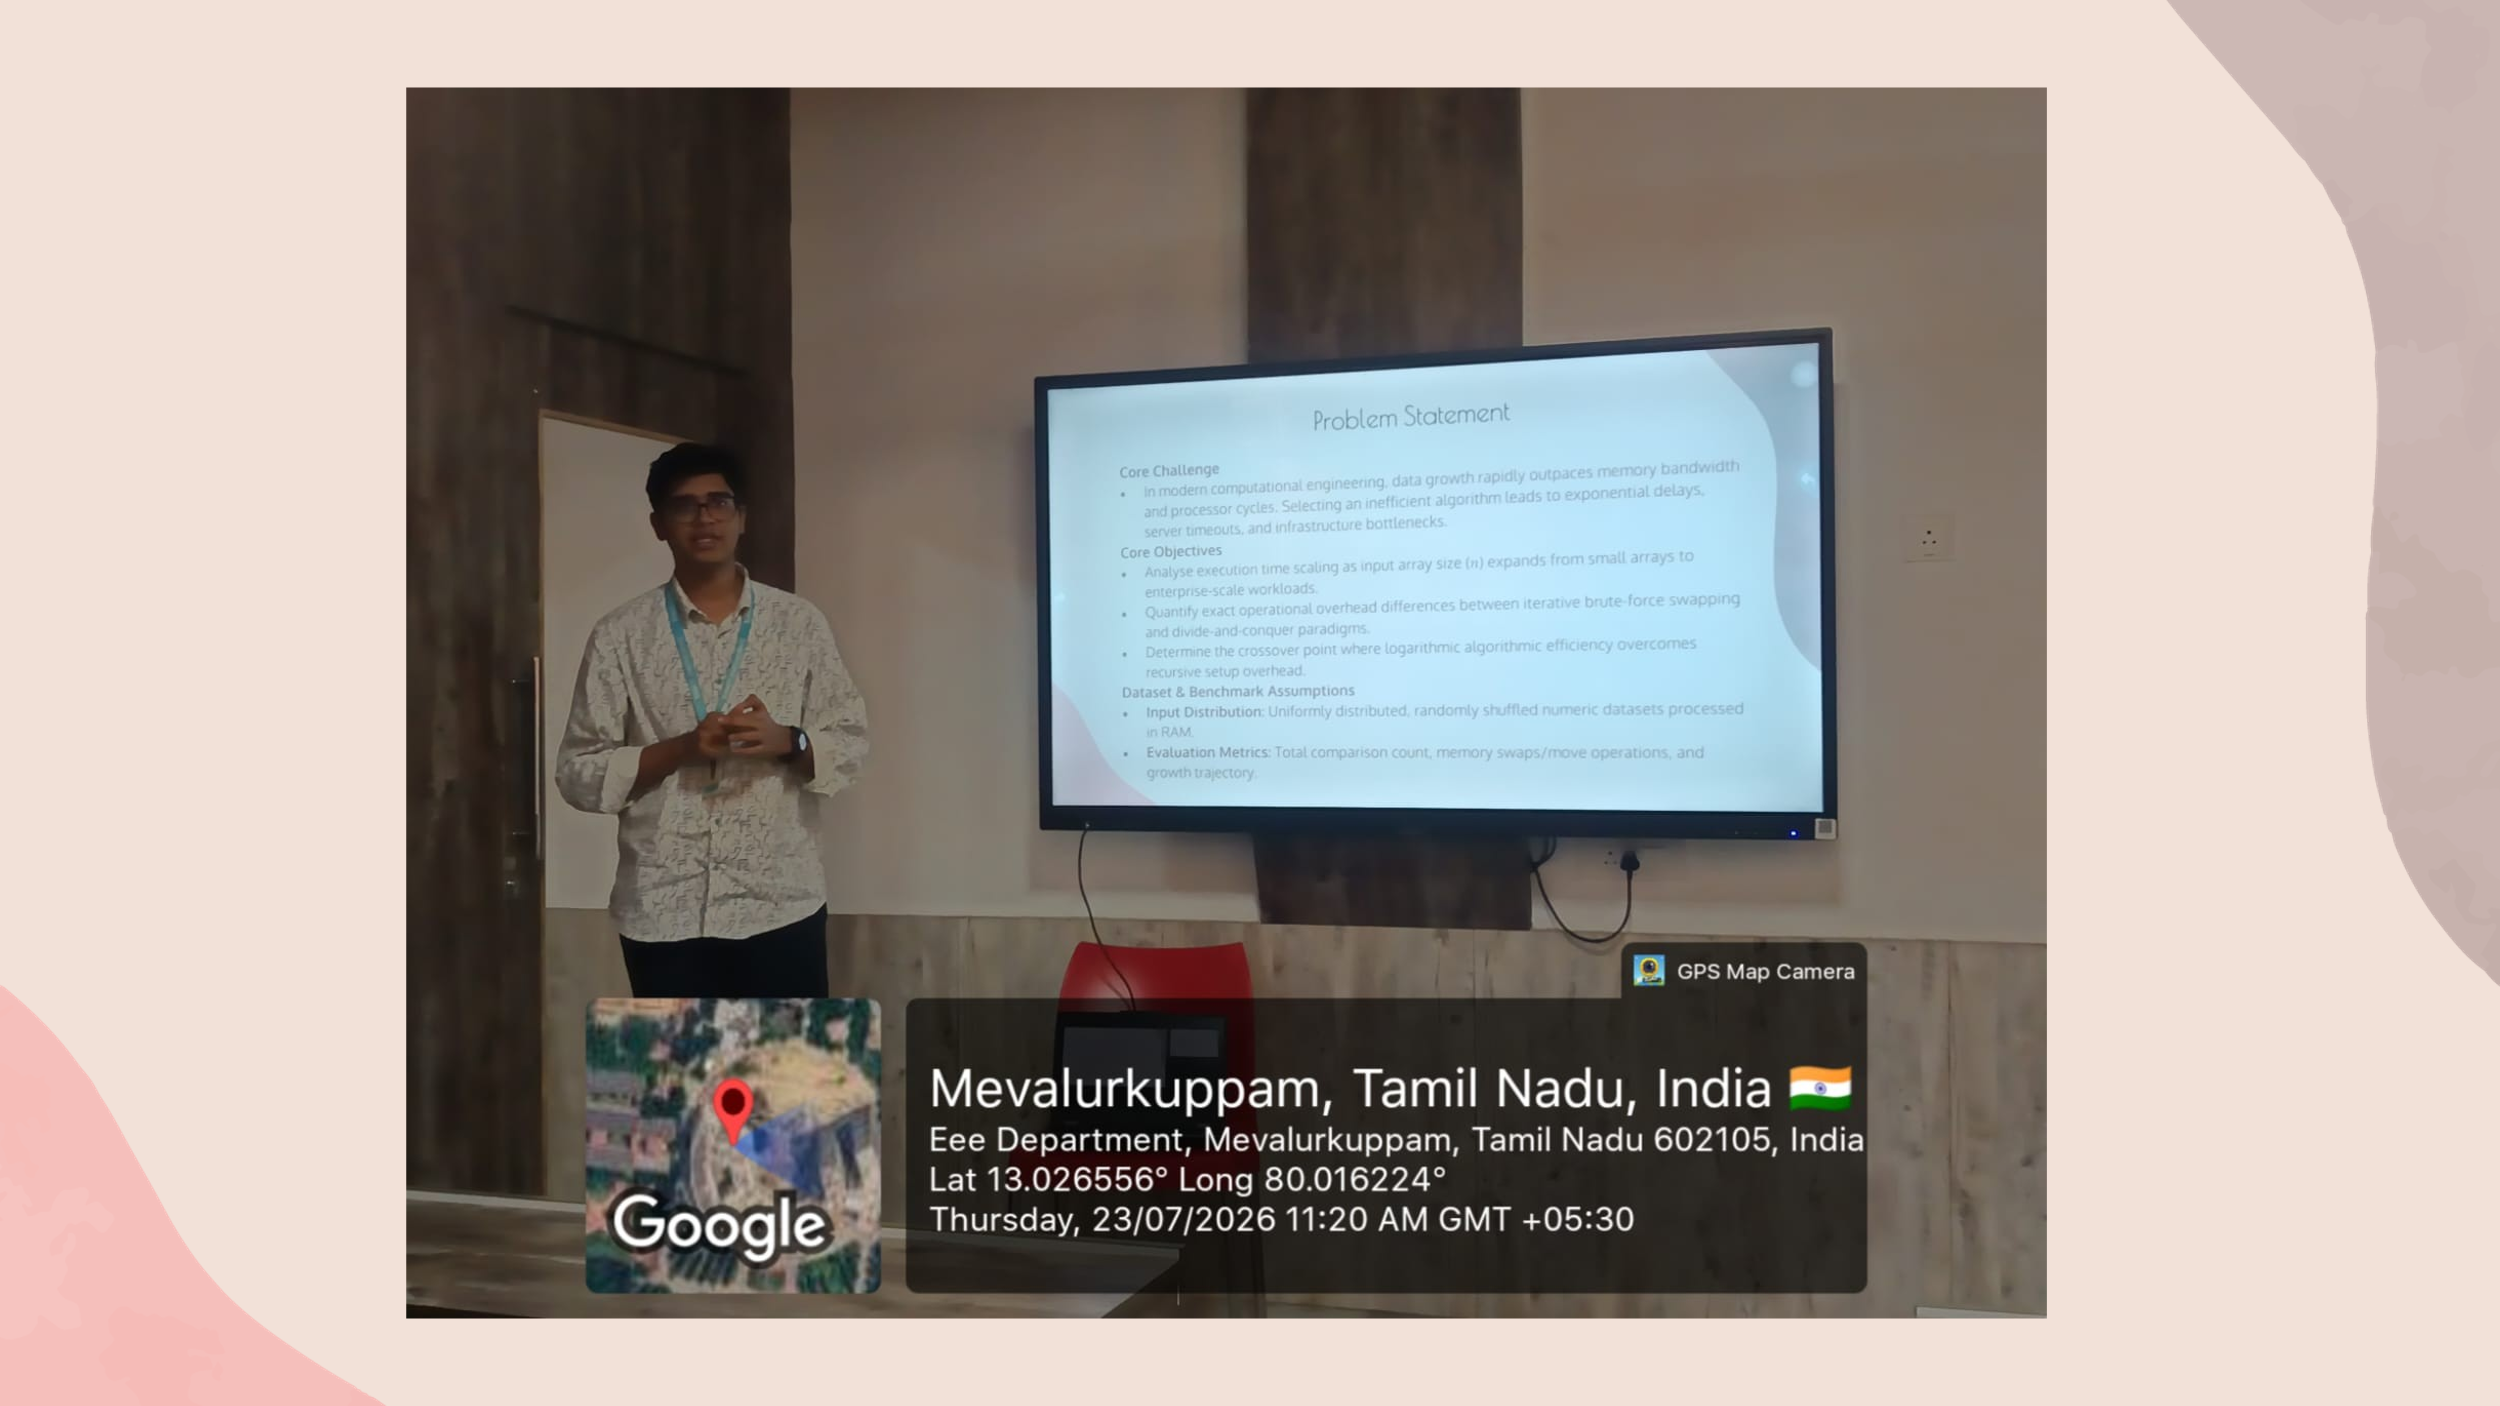 Problem Statement
Core Challenge
• In modern computational engineering, data growth rapidly outpaces memory bandwidth
and processor cycles. Selecting an inefficient algorithm leads to exponential delays,
server timeouts, and infrastructure bottlenecks.
Core Objectives
• Analyse execution time scaling as input array size (n) expands from small arrays to
enterprise-scale workloads.
• Quantify exact operational overhead differences between iterative brute-force swapping
and divide-and-conquer paradigms.
• Determine the crossover point where logarithmic algorithmic efficiency overcomes
recursive setup overhead.
Dataset & Benchmark Assumptions
• Input Distribution: Uniformly distributed, randomly shuffled numeric datasets processed
in RAM.
• Evaluation Metrics: Total comparison count, memory swaps/move operations, and
growth trajectory.
GPS Map Camera
Mevalurkuppam, Tamil Nadu, India 🇮🇳
Eee Department, Mevalurkuppam, Tamil Nadu 602105, India
Lat 13.026556° Long 80.016224°
Thursday, 23/07/2026 11:20 AM GMT +05:30
Google